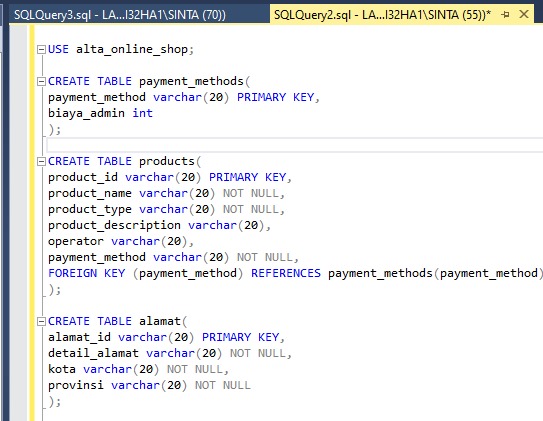 SQLQuery3.sql - LA...I32HA1\SINTA (70))
SQLQuery2.sql - LA...I32HA1\SINTA (55))*
USE alta_online_shop;
CREATE TABLE payment_methods(
payment_method varchar(20) PRIMARY KEY,
biaya_admin int
);
CREATE TABLE products(
product_id varchar(20) PRIMARY KEY,
product_name varchar(20) NOT NULL,
product_type varchar(20) NOT NULL,
product_description varchar(20),
operator varchar(20),
payment_method varchar(20) NOT NULL,
FOREIGN KEY (payment_method) REFERENCES payment_methods(payment_method)
);
CREATE TABLE alamat(
alamat_id varchar(20) PRIMARY KEY,
detail_alamat varchar(20) NOT NULL,
kota varchar(20) NOT NULL,
provinsi varchar(20) NOT NULL
);